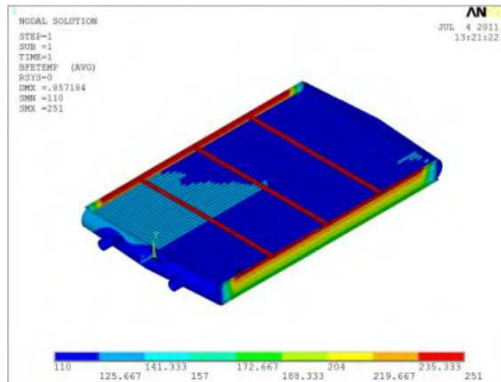 1
NODAL SOLUTION
STEP=1
SUB =1
TIME=1
BFETEMP (AVG)
RSYS=0
DMX =.857184
SMN =110
SMX =251
AN
JUL 4 2011
13:21:22
110 141.333 172.667 204 235.333
125.667 157 188.333 219.667 251